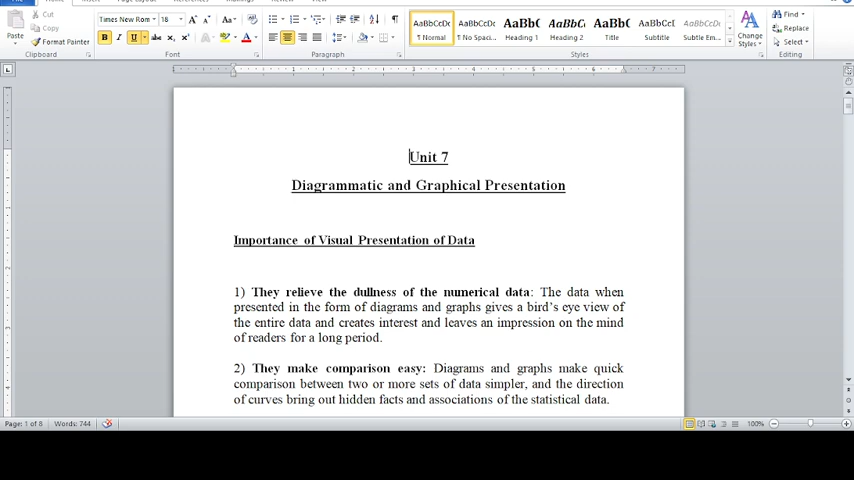 Cut
Copy
Paste
Format Painter
Clipboard
Times New Rom
18
Font
Paragraph
AaBbCcDc
¶ Normal
AaBbCcDc
¶ No Spaci...
AaBbC
Heading 1
AaBbCc
Heading 2
AaBbC
Title
AaBbCcI
Subtitle
AaBbCcDc
Subtle Em...
Styles
Change
Styles
Find
Replace
Select
Editing
Unit 7
Diagrammatic and Graphical Presentation
Importance of Visual Presentation of Data
1) They relieve the dullness of the numerical data: The data when
presented in the form of diagrams and graphs gives a bird's eye view of
the entire data and creates interest and leaves an impression on the mind
of readers for a long period.
2) They make comparison easy: Diagrams and graphs make quick
comparison between two or more sets of data simpler, and the direction
of curves bring out hidden facts and associations of the statistical data.
Page: 1 of 8
Words: 744
100%